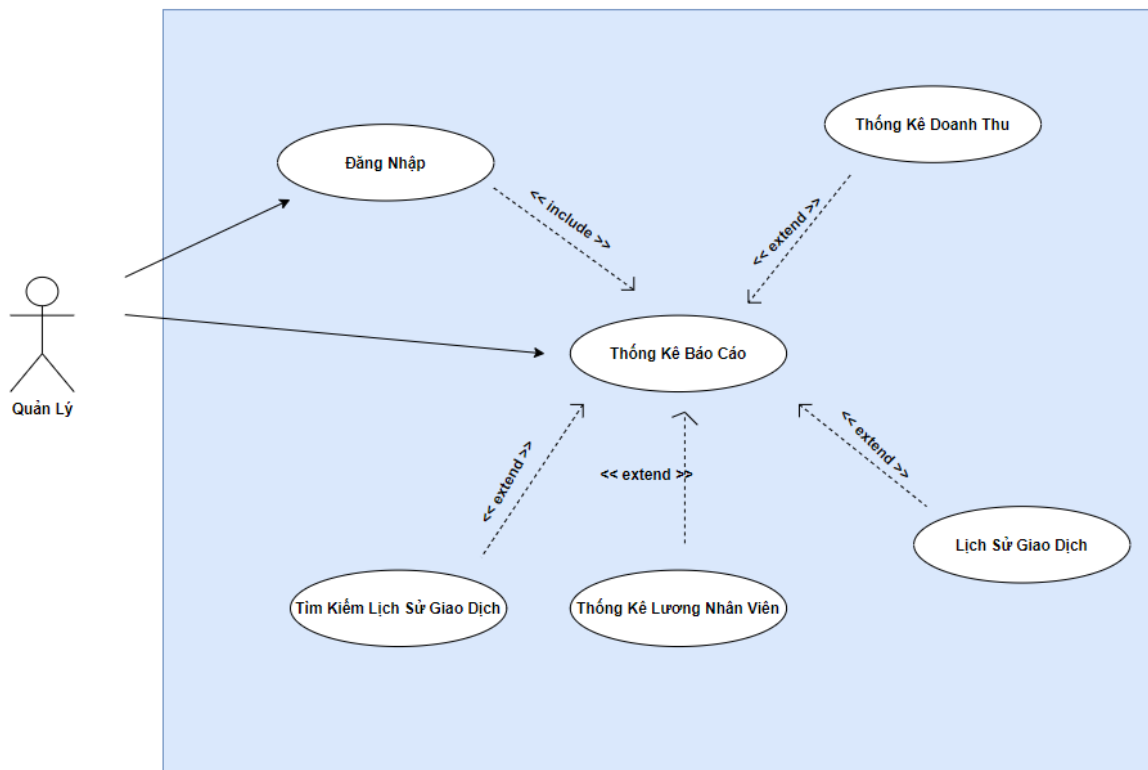 Thống Kê Doanh Thu
Đăng Nhập
<< include >>
<< extend >>
Thống Kê Báo Cáo
Quản Lý
<< extend >>
<< extend >>
<< extend >>
Lịch Sử Giao Dịch
Tìm Kiếm Lịch Sử Giao Dịch
Thống Kê Lương Nhân Viên